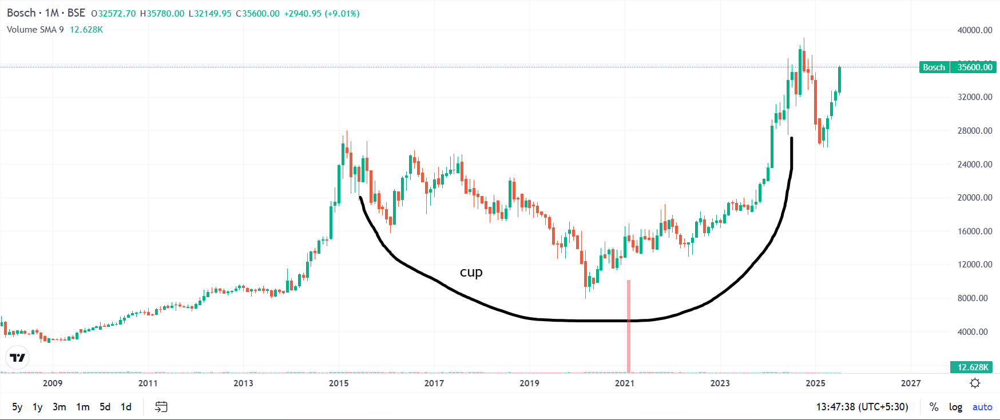 Bosch · 1M · BSE O32572.70 H35780.00 L32149.95 C35600.00 +2940.95 (+9.01%)
Volume SMA 9 12.628K
40000.00
Bosch 35600.00
32000.00
28000.00
24000.00
20000.00
16000.00
12000.00
cup
8000.00
4000.00
12.628K
2009 2011 2013 2015 2017 2019 2021 2023 2025 2027
5y 1y 3m 1m 5d 1d 13:47:38 (UTC+5:30) % log auto